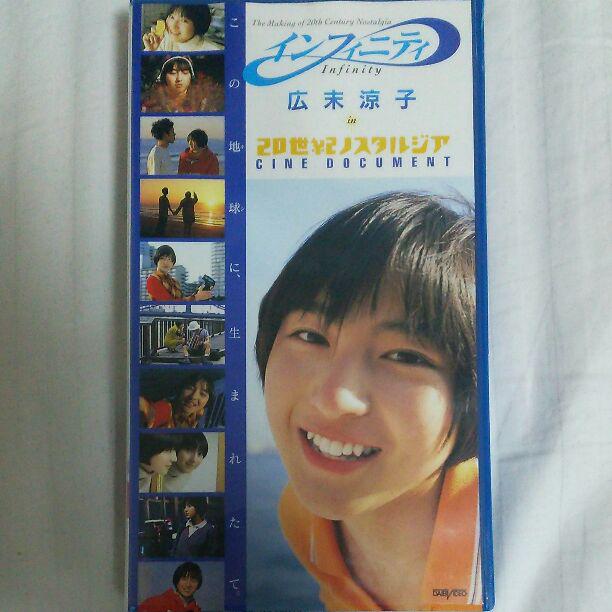 The Making of 20th Century Nostalgia
インフィニティ
Infinity
広末涼子
in
20世紀ノスタルジア
CINE DOCUMENT
この地球に、生まれたて。